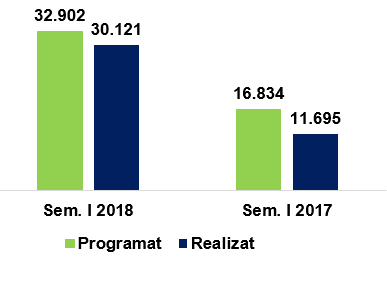 32.902
30.121
16.834
11.695
Sem. I 2018 Sem. I 2017
Programat Realizat